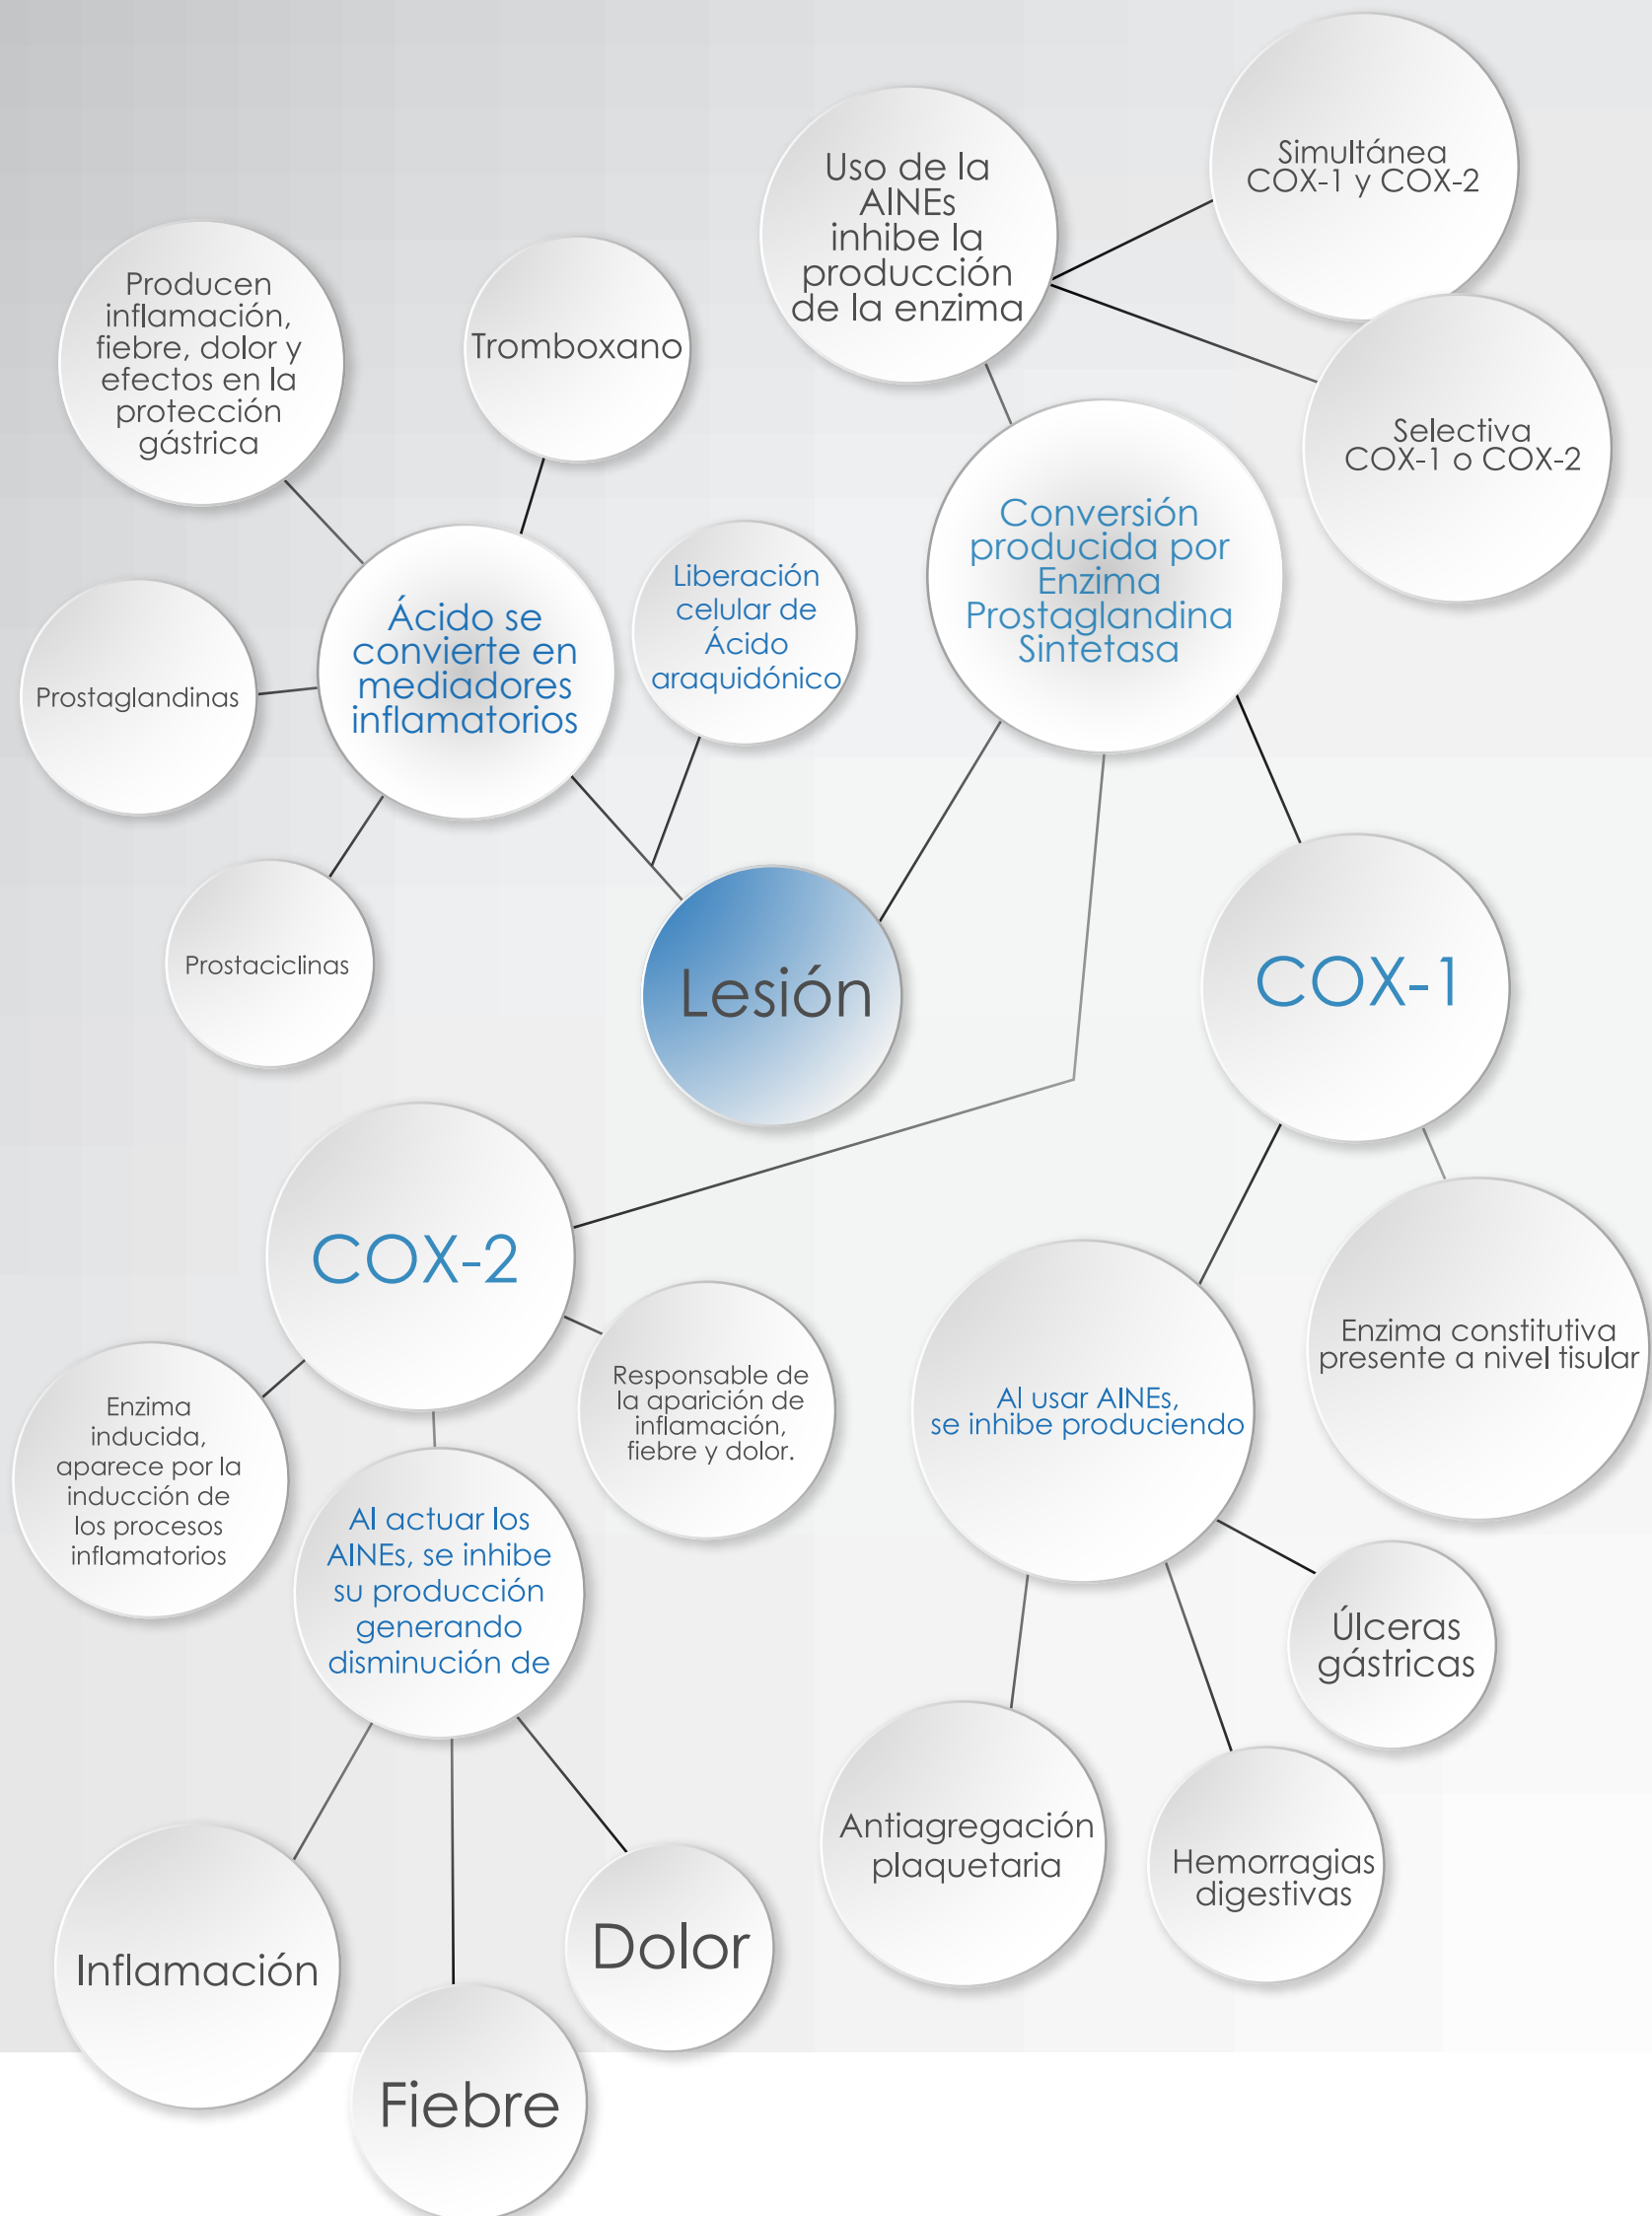 Simultánea
COX-1 y COX-2
Uso de la
AINEs
inhibe la
producción
de la enzima
Producen
inflamación,
fiebre, dolor y
efectos en la
protección
gástrica
Tromboxano
Selectiva
COX-1 o COX-2
Conversión
producida por
Enzima
Prostaglandina
Sintetasa
Liberación
celular de
Ácido
araquidónico
Ácido se
convierte en
mediadores
inflamatorios
Prostaglandinas
Prostaciclinas
Lesión
COX-1
COX-2
Enzima constitutiva
presente a nivel tisular
Responsable de
la aparición de
inflamación,
fiebre y dolor.
Al usar AINEs,
se inhibe produciendo
Enzima
inducida,
aparece por la
inducción de
los procesos
inflamatorios
Al actuar los
AINEs, se inhibe
su producción
generando
disminución de
Úlceras
gástricas
Antiagregación
plaquetaria
Hemorragias
digestivas
Dolor
Inflamación
Fiebre